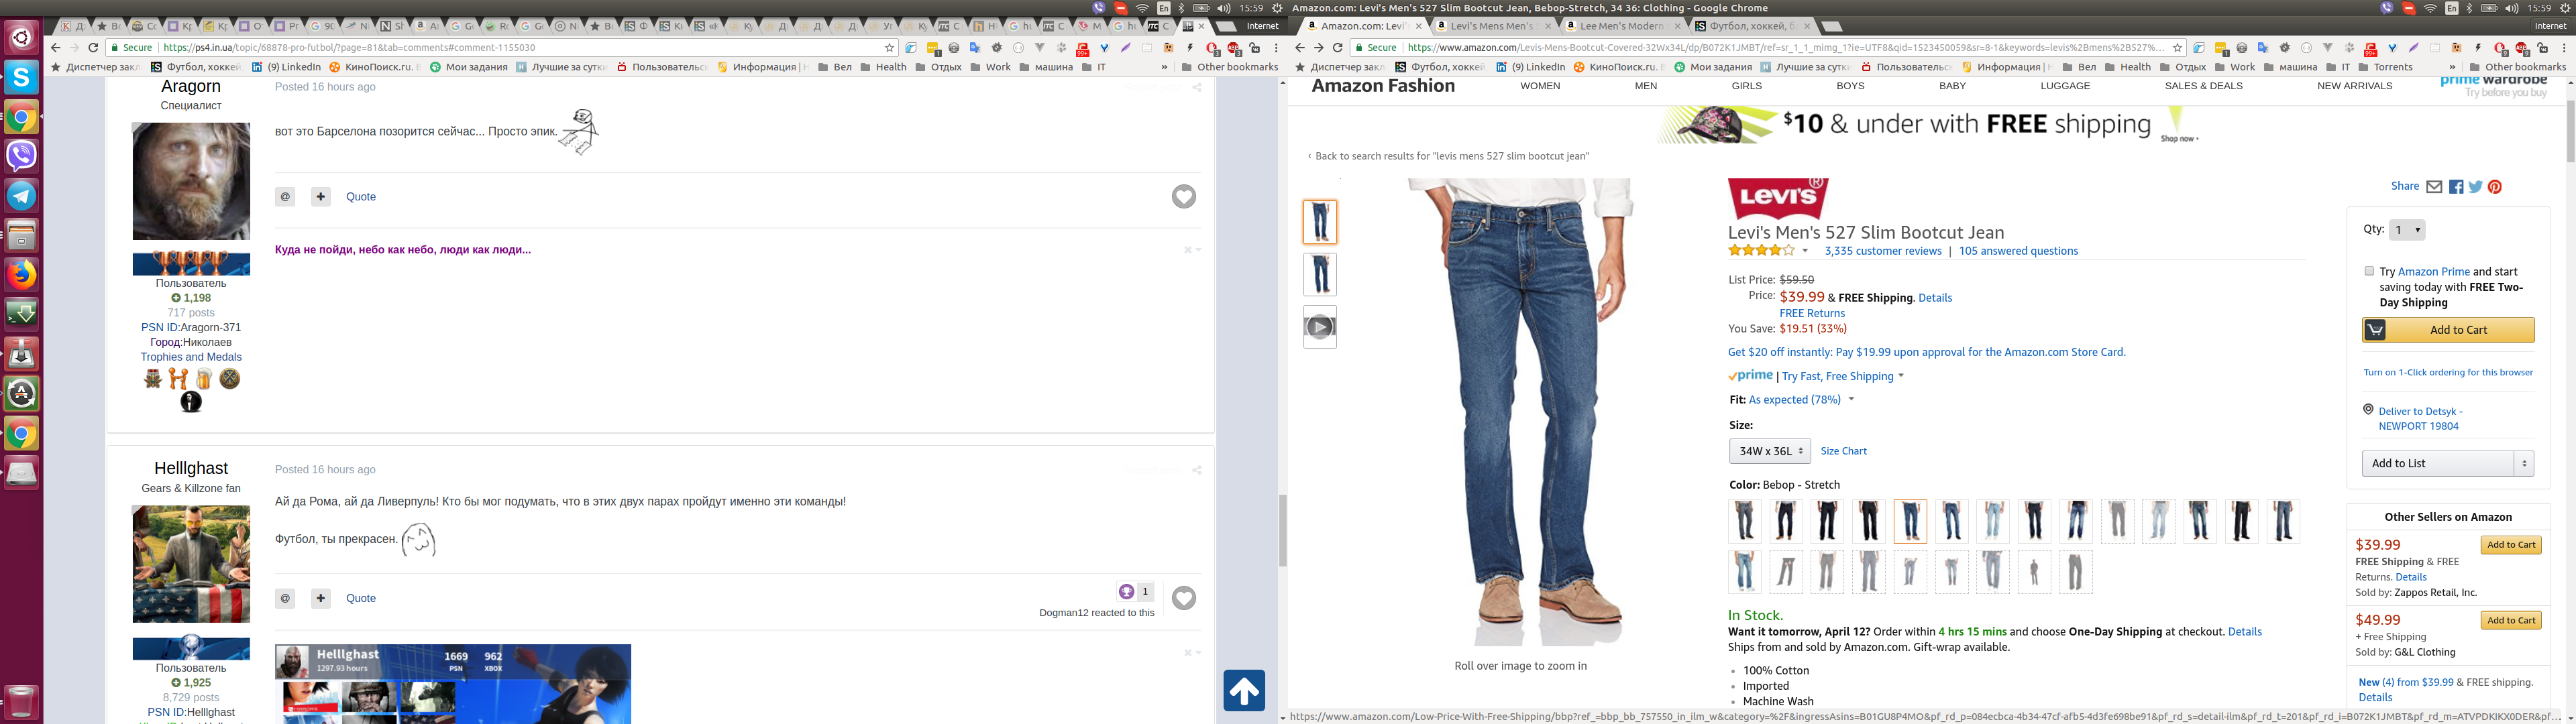 Amazon.com: Levi's Men's 527 Slim Bootcut Jean, Bebop-Stretch, 34 36: Clothing - Google Chrome
En
15:59
Internet
Secure
https://ps4.in.ua/topic/68878-pro-futbol/?page=81&tab=comments#comment-1155030
Диспетчер закл
Футбол, хоккей,
(9) LinkedIn
КиноПоиск.ru. В
Мои задания
Лучшие за сутки
Пользовательс
Информация | Н
Вел
Health
Отдых
Work
машина
IT
»
Other bookmarks
Aragorn
Специалист
Posted 16 hours ago
вот это Барселона позорится сейчас... Просто эпик.
@
+
Quote
Куда не пойди, небо как небо, люди как люди...
Пользователь
1,198
717 posts
PSN ID:Aragorn-371
Город:Николаев
Trophies and Medals
Helllghast
Gears & Killzone fan
Posted 16 hours ago
Ай да Рома, ай да Ливерпуль! Кто бы мог подумать, что в этих двух парах пройдут именно эти команды!
Футбол, ты прекрасен.
@
+
Quote
1
Dogman12 reacted to this
Пользователь
1,925
8,729 posts
PSN ID:Helllghast
Helllghast
1297.93 hours
1669
PSN
962
XBOX
En
15:59
Internet
Amazon.com: Levi'
Levi's Mens Men's
Lee Men's Modern
Футбол, хоккей, б
Secure
https://www.amazon.com/Levis-Mens-Bootcut-Covered-32Wx34L/dp/B072K1JMBT/ref=sr_1_1_mimg_1?ie=UTF8&qid=1523450059&sr=8-1&keywords=levis%2Bmens%2B527%...
Диспетчер закл
Футбол, хоккей
(9) LinkedIn
КиноПоиск.ru. В
Мои задания
Лучшие за сутк
Пользовательс
Информация | Н
Вел
Health
Отдых
Work
машина
IT
Torrents
»
Other bookmarks
Amazon Fashion
WOMEN
MEN
GIRLS
BOYS
BABY
LUGGAGE
SALES & DEALS
NEW ARRIVALS
prime wardrobe
Try before you buy
$10 & under with FREE shipping
Shop now ›
‹ Back to search results for "levis mens 527 slim bootcut jean"
LEVI'S
Levi's Men's 527 Slim Bootcut Jean
3,335 customer reviews | 105 answered questions
List Price: $59.50
Price: $39.99 & FREE Shipping. Details
FREE Returns
You Save: $19.51 (33%)
Get $20 off instantly: Pay $19.99 upon approval for the Amazon.com Store Card.
prime | Try Fast, Free Shipping
Fit: As expected (78%)
Size:
34W x 36L
Size Chart
Color: Bebop - Stretch
In Stock.
Want it tomorrow, April 12? Order within 4 hrs 15 mins and choose One-Day Shipping at checkout. Details
Ships from and sold by Amazon.com. Gift-wrap available.
• 100% Cotton
• Imported
• Machine Wash
Roll over image to zoom in
Share
Qty: 1
Try Amazon Prime and start
saving today with FREE Two-
Day Shipping
Add to Cart
Turn on 1-Click ordering for this browser
Deliver to Detsyk -
NEWPORT 19804
Add to List
Other Sellers on Amazon
$39.99
Add to Cart
FREE Shipping & FREE
Returns. Details
Sold by: Zappos Retail, Inc.
$49.99
Add to Cart
+ Free Shipping
Sold by: G&L Clothing
New (4) from $39.99 & FREE shipping.
Details
https://www.amazon.com/Low-Price-With-Free-Shipping/bbp?ref_=bbp_bb_757550_in_ilm_w&category=%2F&ingressAsins=B01GU8P4MO&pf_rd_p=084ecbca-4b34-47cf-afb5-4d3fe698be91&pf_rd_s=detail-ilm&pf_rd_t=201&pf_rd_i=B072K1JMBT&pf_rd_m=ATVPDKIKX0DER&pf...